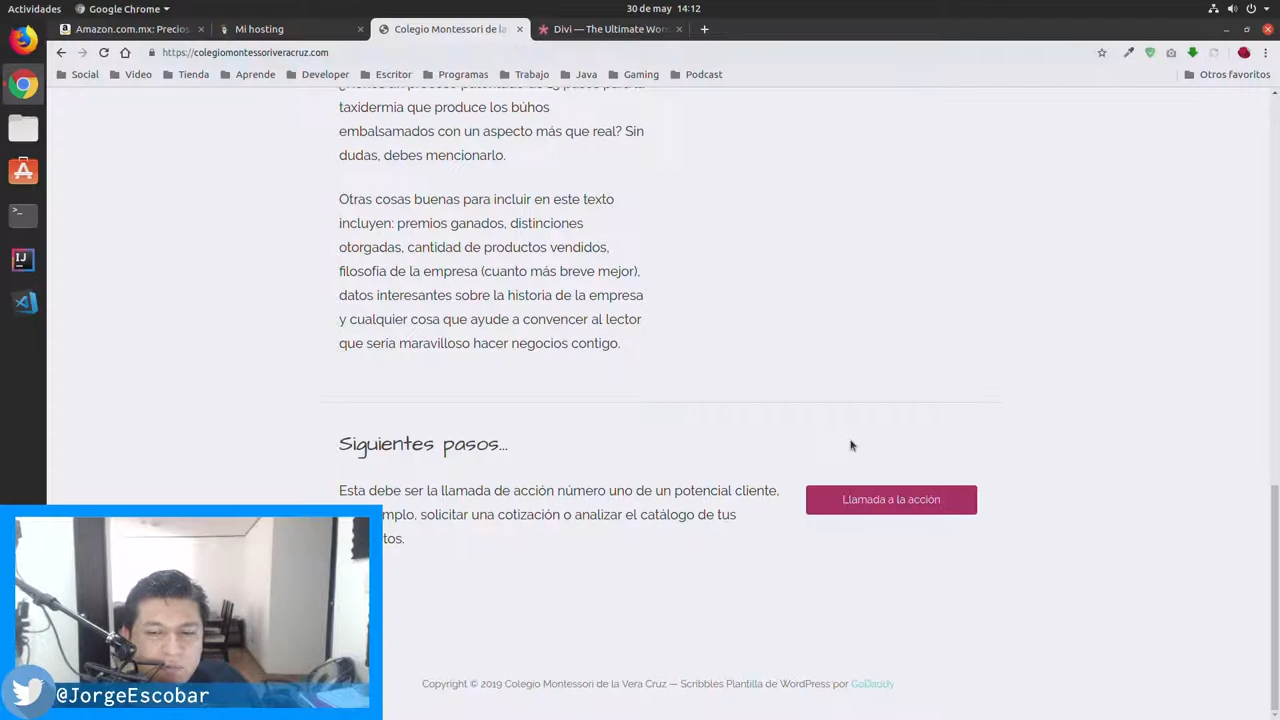 Actividades
Google Chrome
30 de may 14:12
Amazon.com.mx: Precios
Mi hosting
Colegio Montessori de la
Divi — The Ultimate Wor
https://colegiomontessoriveracruz.com
Social
Video
Tienda
Aprende
Developer
Escritor
Programas
Trabajo
Java
Gaming
Podcast
Otros favoritos
taxidermia que produce los búhos
embalsamados con un aspecto más que real? Sin
dudas, debes mencionarlo.
Otras cosas buenas para incluir en este texto
incluyen: premios ganados, distinciones
otorgadas, cantidad de productos vendidos,
filosofía de la empresa (cuanto más breve mejor),
datos interesantes sobre la historia de la empresa
y cualquier cosa que ayude a convencer al lector
que sería maravilloso hacer negocios contigo.
Siguientes pasos...
Esta debe ser la llamada de acción número uno de un potencial cliente,
solicitar una cotización o analizar el catálogo de tus
Llamada a la acción
Copyright © 2019 Colegio Montessori de la Vera Cruz — Scribbles Plantilla de WordPress por GoDaddy
@JorgeEscobar